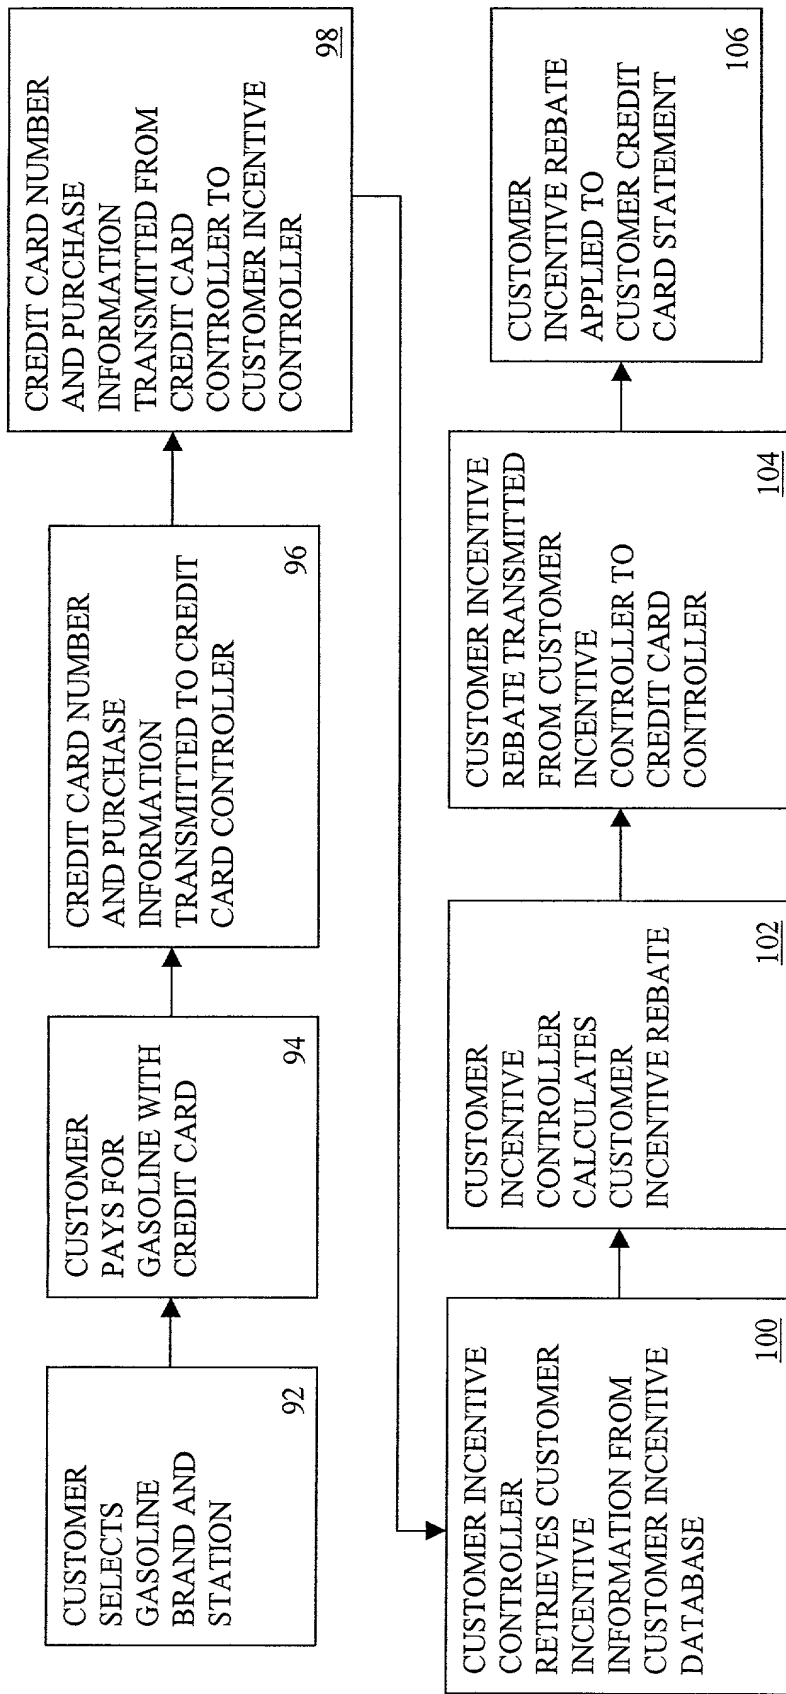 CUSTOMER
SELECTS
GASOLINE
BRAND AND
STATION
92
CUSTOMER
PAYS FOR
GASOLINE WITH
CREDIT CARD
94
CREDIT CARD NUMBER
AND PURCHASE
INFORMATION
TRANSMITTED TO CREDIT
CARD CONTROLLER
96
CREDIT CARD NUMBER
AND PURCHASE
INFORMATION
TRANSMITTED FROM
CREDIT CARD
CONTROLLER TO
CUSTOMER INCENTIVE
CONTROLLER
98
CUSTOMER INCENTIVE
CONTROLLER
RETRIEVES CUSTOMER
INCENTIVE
INFORMATION FROM
CUSTOMER INCENTIVE
DATABASE
100
CUSTOMER
INCENTIVE
CONTROLLER
CALCULATES
CUSTOMER
INCENTIVE REBATE
102
CUSTOMER INCENTIVE
REBATE TRANSMITTED
FROM CUSTOMER
INCENTIVE
CONTROLLER TO
CREDIT CARD
CONTROLLER
104
CUSTOMER
INCENTIVE REBATE
APPLIED TO
CUSTOMER CREDIT
CARD STATEMENT
106